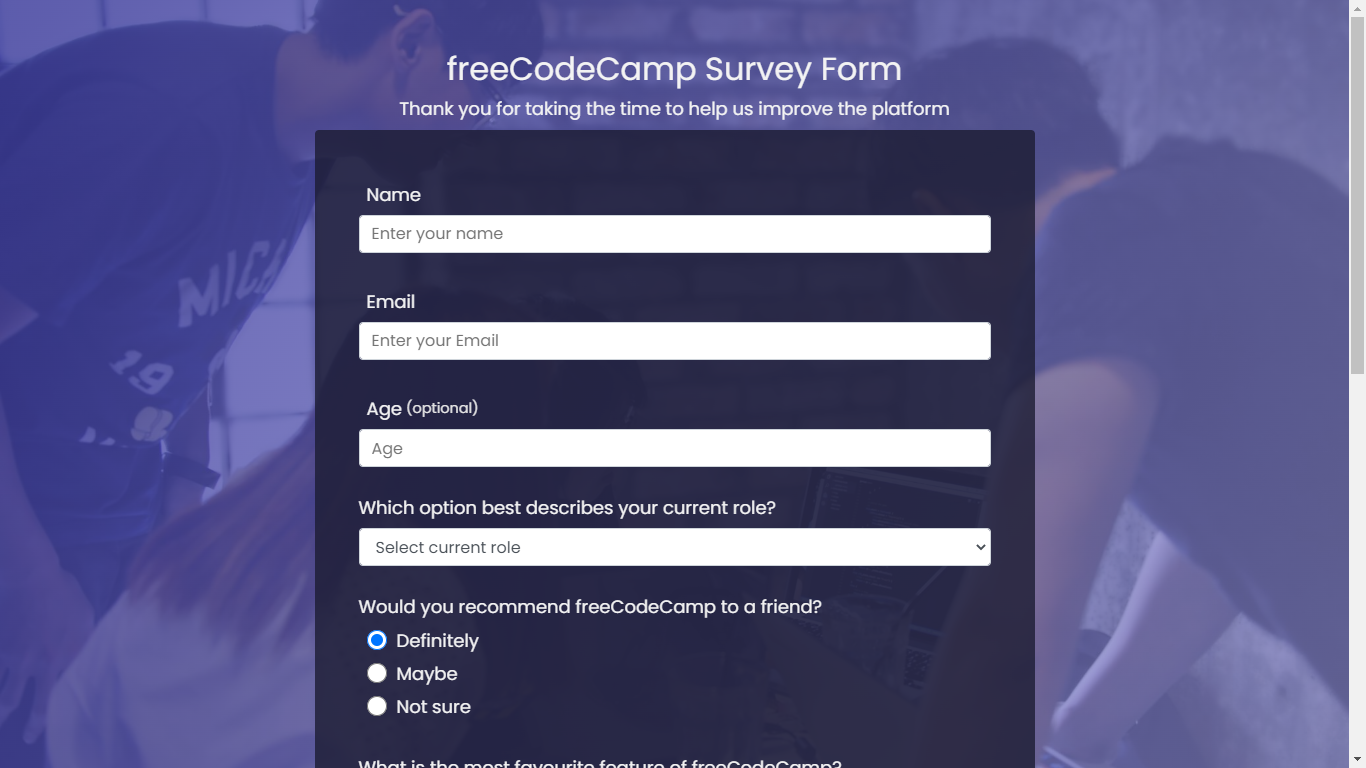 freeCodeCamp Survey Form
Thank you for taking the time to help us improve the platform
Name
Enter your name
Email
Enter your Email
Age (optional)
Age
Which option best describes your current role?
Select current role
Would you recommend freeCodeCamp to a friend?
Definitely
Maybe
Not sure
What is the most favourite feature of freeCodeCamp?
MICH
19